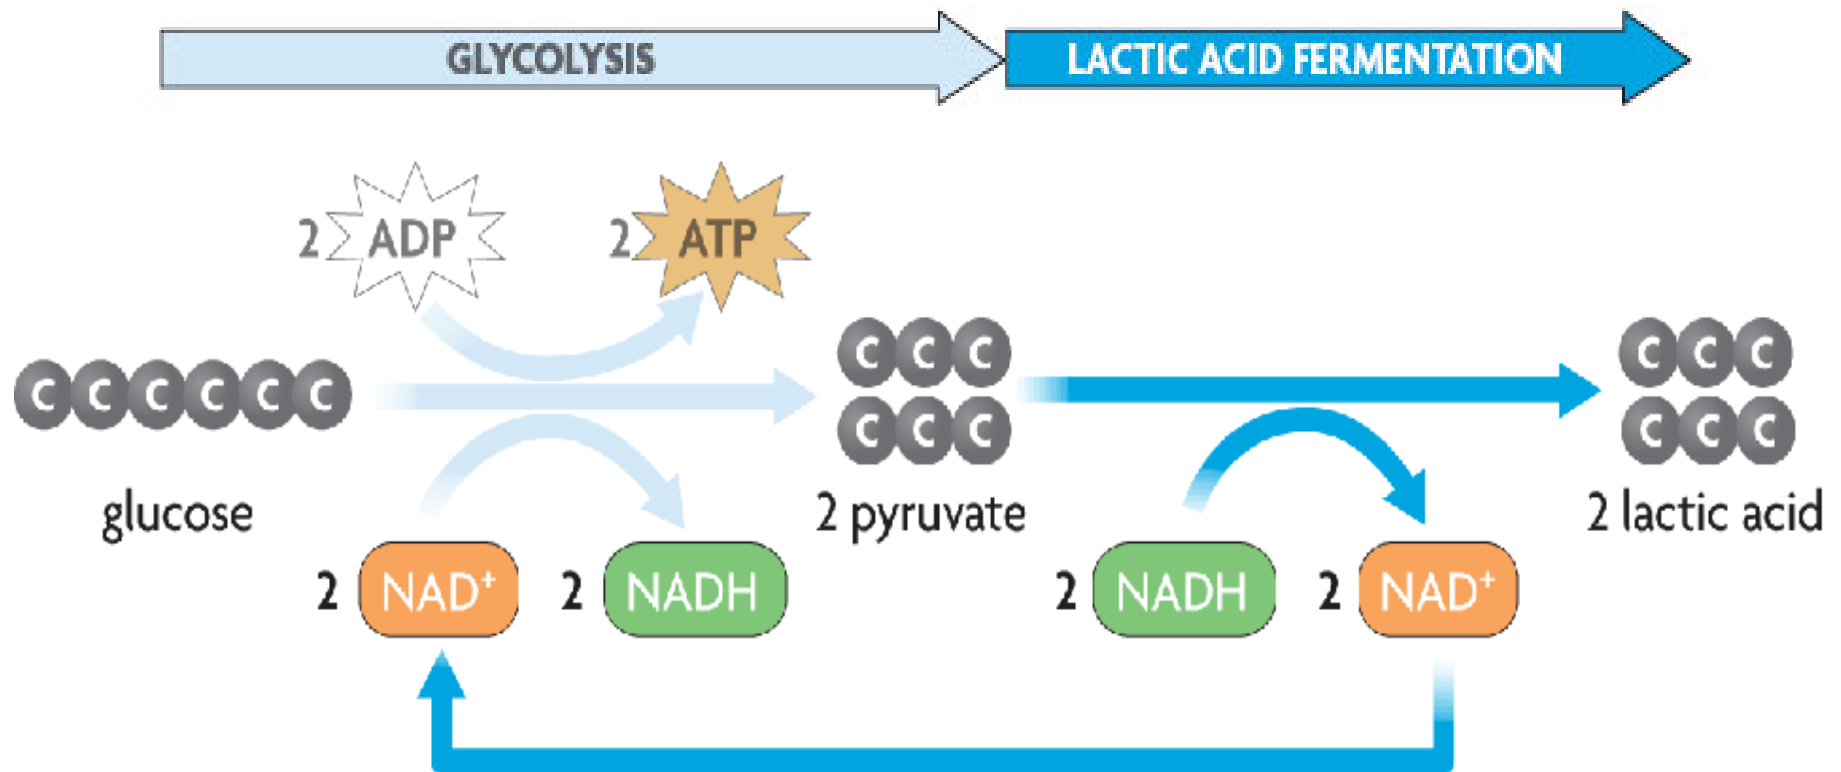 GLYCOLYSIS
LACTIC ACID FERMENTATION
2 ADP
2 ATP
C C C C C C
C C C
C C C
C C C
C C C
glucose
2 pyruvate
2 lactic acid
2 NAD⁺
2 NADH
2 NADH
2 NAD⁺